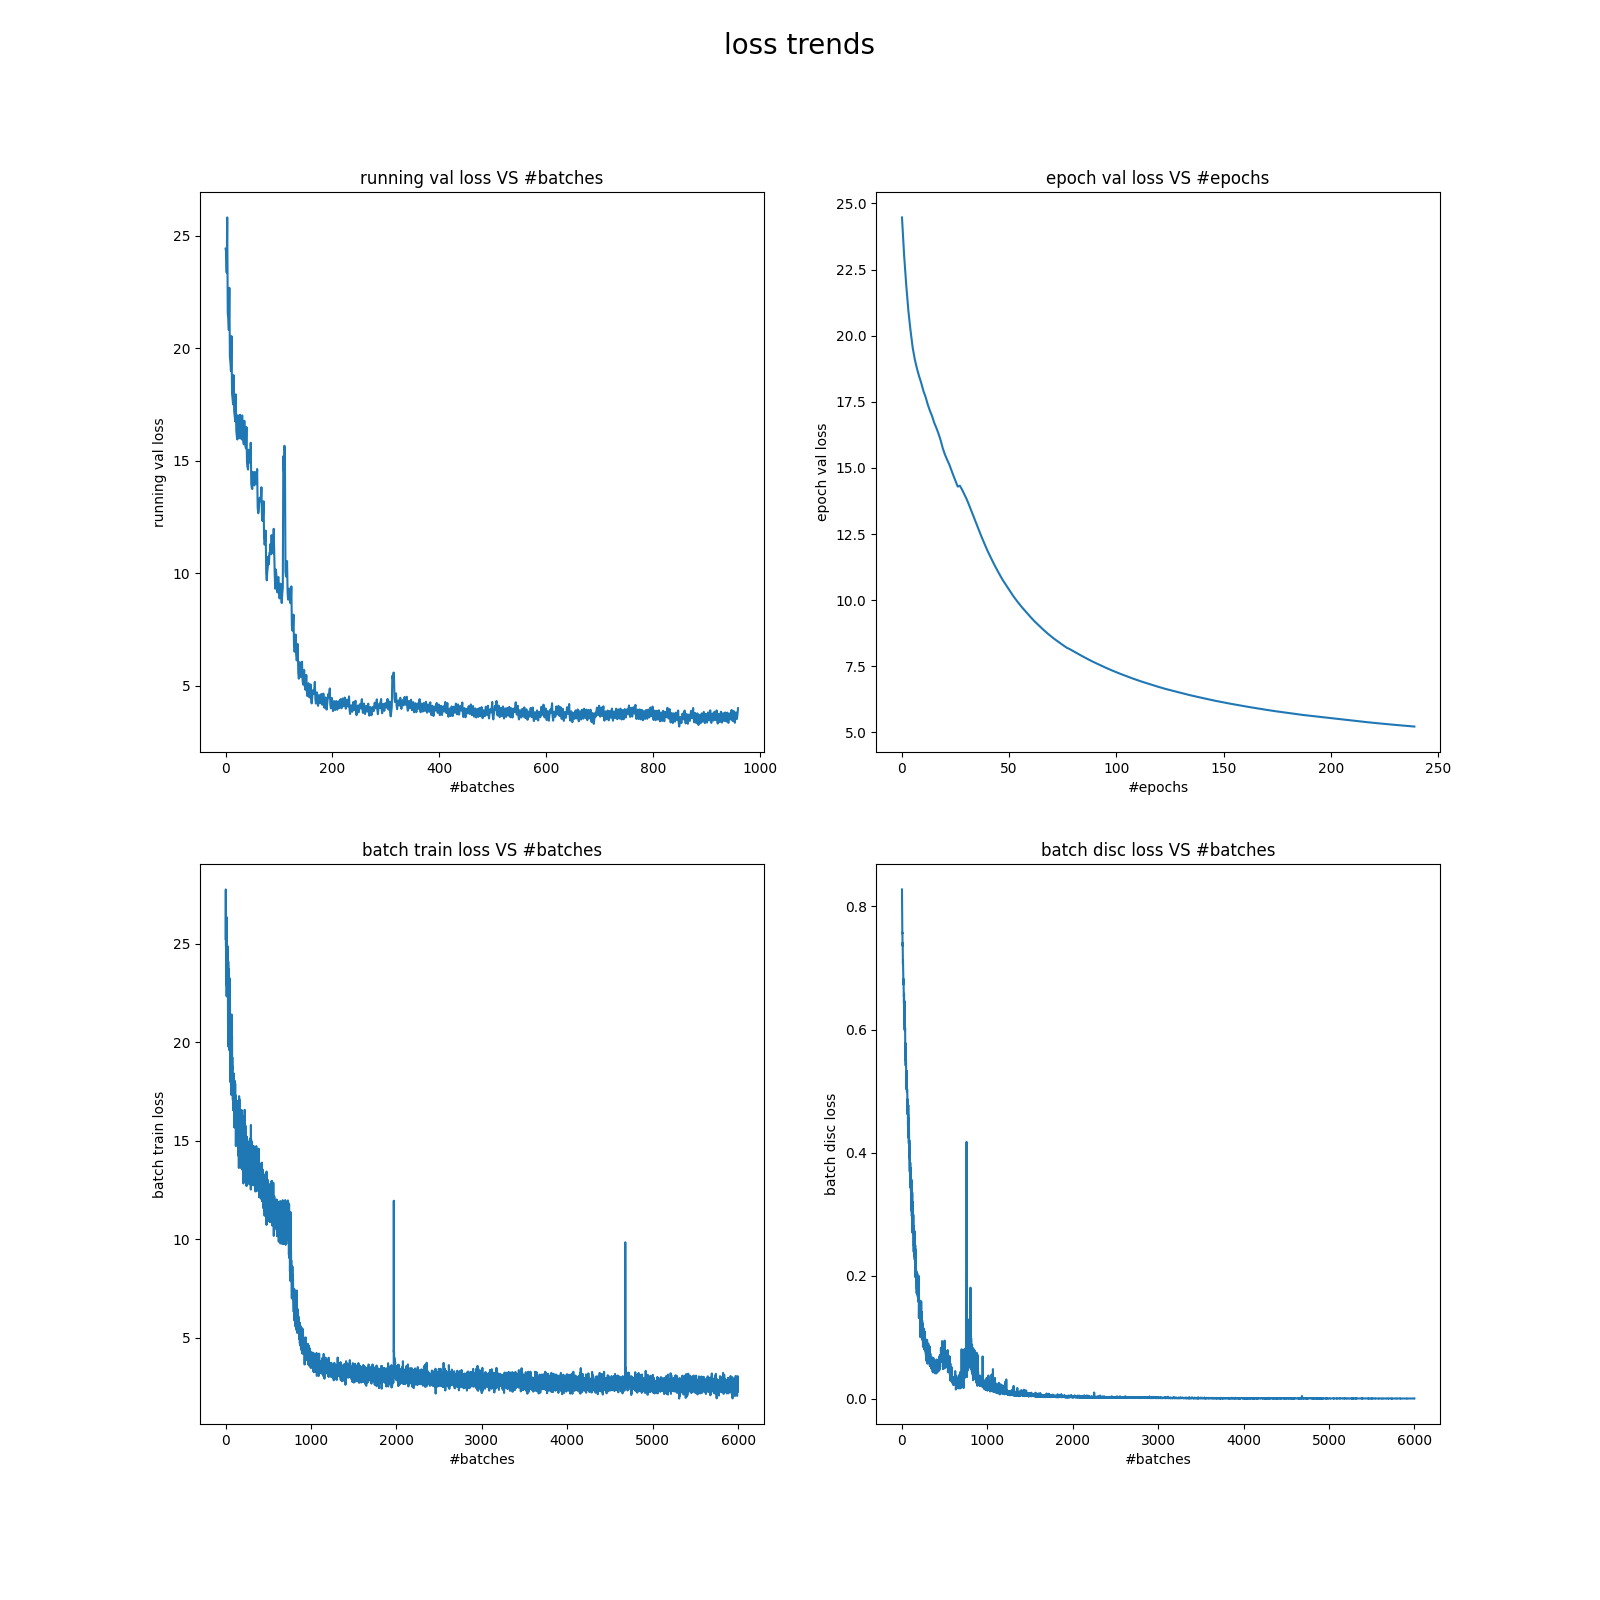 loss trends
running val loss VS #batches
running val loss
25
20
15
10
5
0 200 400 600 800 1000
#batches
epoch val loss VS #epochs
epoch val loss
25.0
22.5
20.0
17.5
15.0
12.5
10.0
7.5
5.0
0 50 100 150 200 250
#epochs
batch train loss VS #batches
batch train loss
25
20
15
10
5
0 1000 2000 3000 4000 5000 6000
#batches
batch disc loss VS #batches
batch disc loss
0.8
0.6
0.4
0.2
0.0
0 1000 2000 3000 4000 5000 6000
#batches